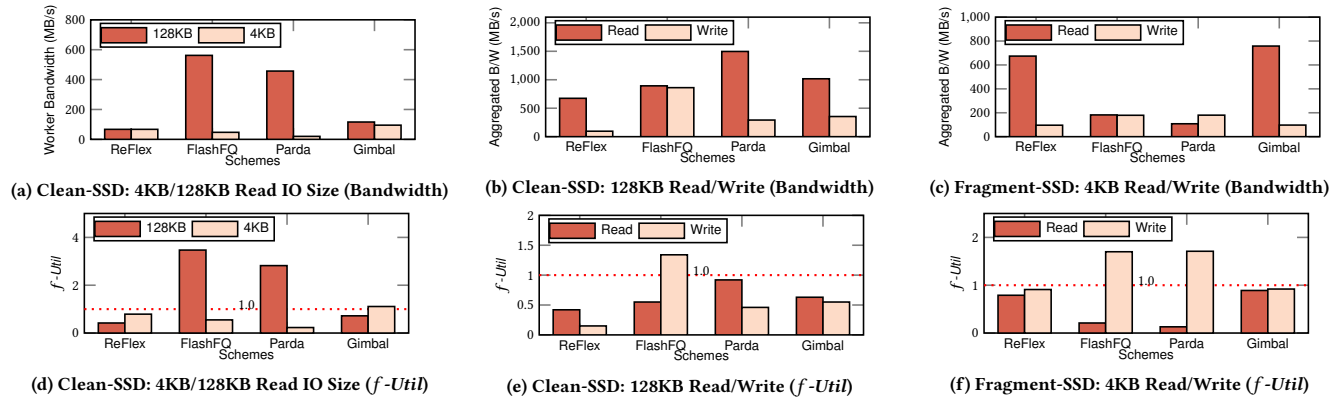 800
600
400
200
0
Worker Bandwidth (MB/s)
128KB 4KB
ReFlex FlashFQ Parda Gimbal
Schemes
(a) Clean-SSD: 4KB/128KB Read IO Size (Bandwidth)
2,000
1,500
1,000
500
0
Aggregated B/W (MB/s)
Read Write
ReFlex FlashFQ Parda Gimbal
Schemes
(b) Clean-SSD: 128KB Read/Write (Bandwidth)
1,000
800
600
400
200
0
Aggregated B/W (MB/s)
Read Write
ReFlex FlashFQ Parda Gimbal
Schemes
(c) Fragment-SSD: 4KB Read/Write (Bandwidth)
4
2
0
f-Util
128KB 4KB
1.0
ReFlex FlashFQ Parda Gimbal
Schemes
(d) Clean-SSD: 4KB/128KB Read IO Size (f-Util)
2
1.5
1
0.5
0
f-Util
Read Write
1.0
ReFlex FlashFQ Parda Gimbal
Schemes
(e) Clean-SSD: 128KB Read/Write (f-Util)
2
1
0
f-Util
Read Write
1.0
ReFlex FlashFQ Parda Gimbal
Schemes
(f) Fragment-SSD: 4KB Read/Write (f-Util)